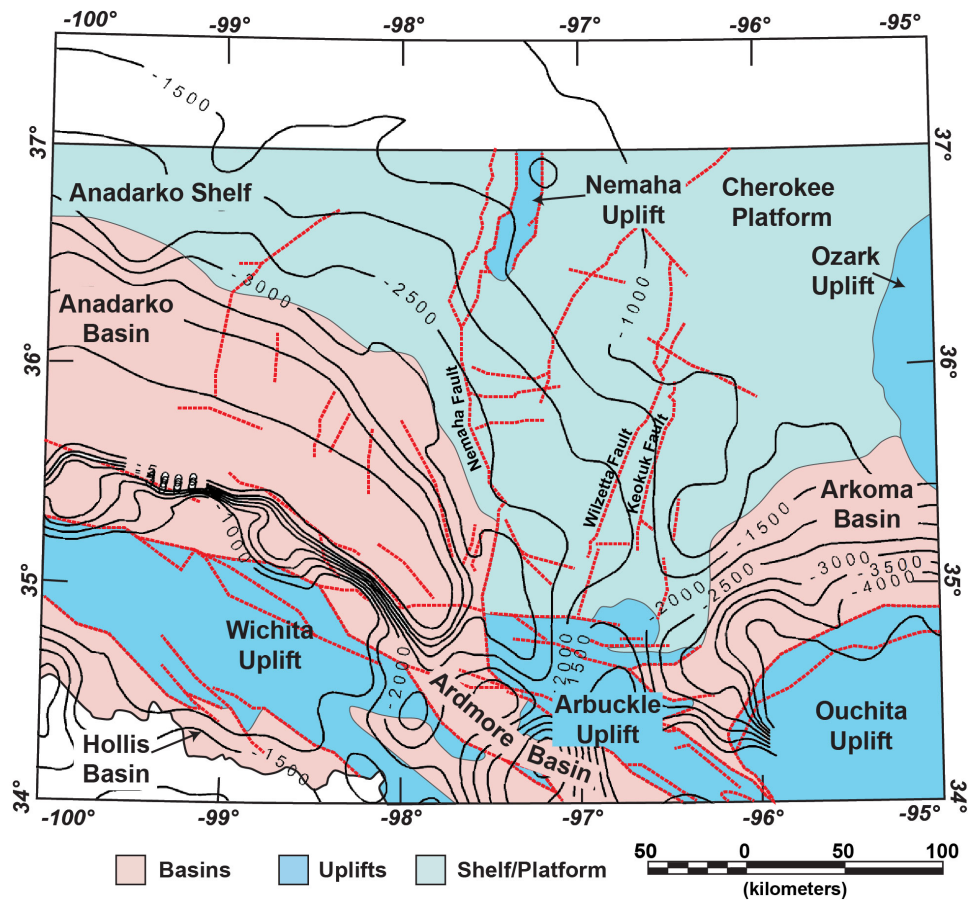 -100°
-99°
-98°
-97°
-96°
-95°
37°
37°
-1500
Anadarko Shelf
Nemaha
Uplift
Cherokee
Platform
Ozark
Uplift
-3000
-2500
-1000
Anadarko
Basin
36°
36°
Nemaha Fault
Wilzetta Fault
Keokuk Fault
-5000
Arkoma
Basin
-1500
-3000
-3500
-4000
-2500
-2000
35°
35°
Wichita
Uplift
-2000
-2000
1500
Ardmore Basin
Arbuckle
Uplift
Ouchita
Uplift
Hollis
Basin
1500
34°
34°
-100°
-99°
-98°
-97°
-96°
-95°
Basins
Uplifts
Shelf/Platform
50 0 50 100
(kilometers)